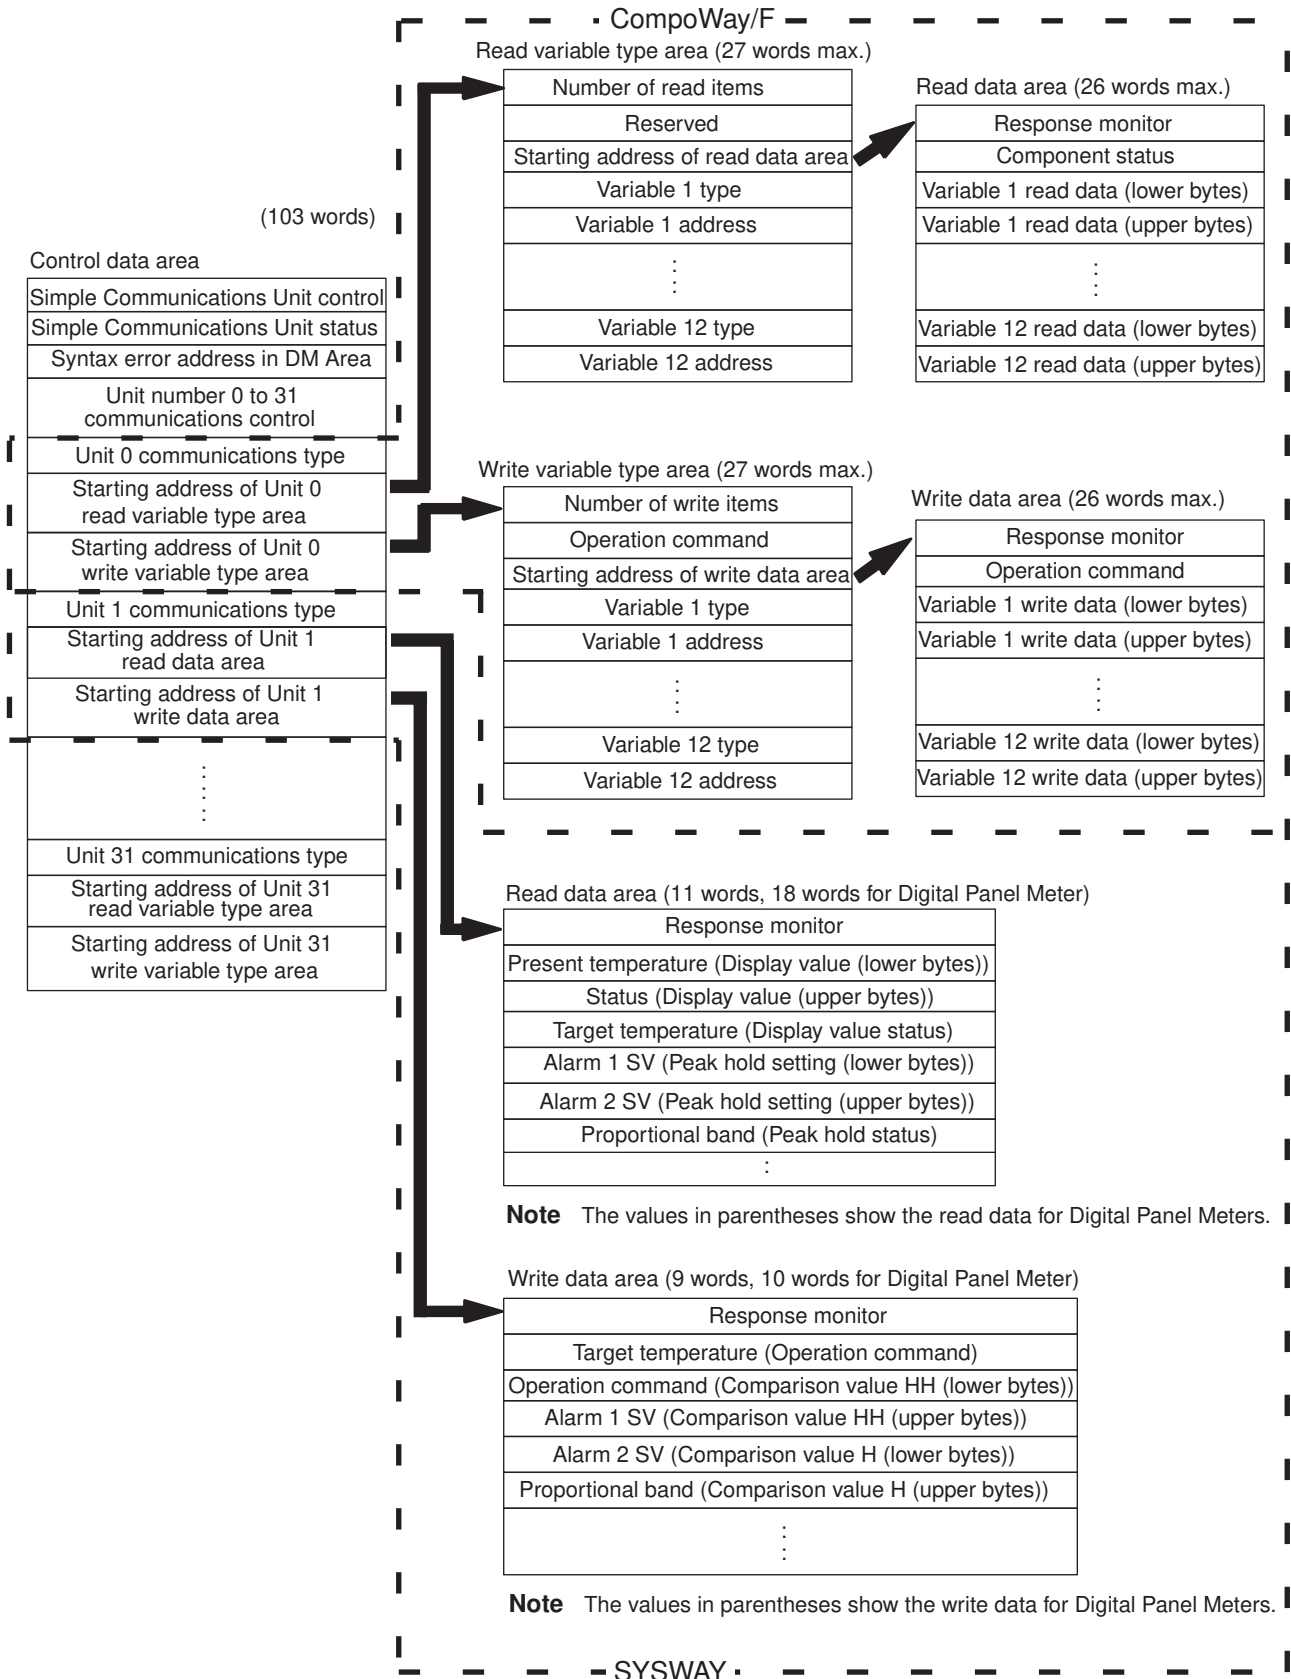 CompoWay/F
(103 words)
Control data area
Simple Communications Unit control
Simple Communications Unit status
Syntax error address in DM Area
Unit number 0 to 31
communications control
Unit 0 communications type
Starting address of Unit 0
read variable type area
Starting address of Unit 0
write variable type area
Unit 1 communications type
Starting address of Unit 1
read data area
Starting address of Unit 1
write data area
Unit 31 communications type
Starting address of Unit 31
read variable type area
Starting address of Unit 31
write variable type area
Read variable type area (27 words max.)
Number of read items
Reserved
Starting address of read data area
Variable 1 type
Variable 1 address
Variable 12 type
Variable 12 address
Read data area (26 words max.)
Response monitor
Component status
Variable 1 read data (lower bytes)
Variable 1 read data (upper bytes)
Variable 12 read data (lower bytes)
Variable 12 read data (upper bytes)
Write variable type area (27 words max.)
Number of write items
Operation command
Starting address of write data area
Variable 1 type
Variable 1 address
Variable 12 type
Variable 12 address
Write data area (26 words max.)
Response monitor
Operation command
Variable 1 write data (lower bytes)
Variable 1 write data (upper bytes)
Variable 12 write data (lower bytes)
Variable 12 write data (upper bytes)
Read data area (11 words, 18 words for Digital Panel Meter)
Response monitor
Present temperature (Display value (lower bytes))
Status (Display value (upper bytes))
Target temperature (Display value status)
Alarm 1 SV (Peak hold setting (lower bytes))
Alarm 2 SV (Peak hold setting (upper bytes))
Proportional band (Peak hold status)
Note The values in parentheses show the read data for Digital Panel Meters.
Write data area (9 words, 10 words for Digital Panel Meter)
Response monitor
Target temperature (Operation command)
Operation command (Comparison value HH (lower bytes))
Alarm 1 SV (Comparison value HH (upper bytes))
Alarm 2 SV (Comparison value H (lower bytes))
Proportional band (Comparison value H (upper bytes))
Note The values in parentheses show the write data for Digital Panel Meters.
SYSWAY